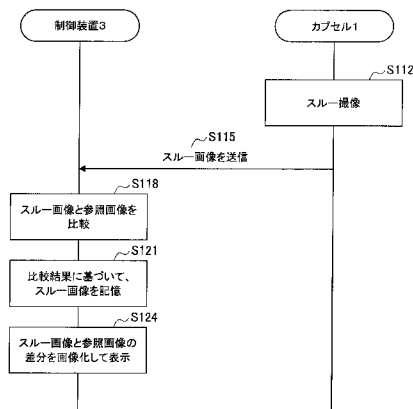 制御装置3
カプセル1
S112
スルー撮像
S115
スルー画像を送信
S118
スルー画像と参照画像を
比較
S121
比較結果に基づいて、
スルー画像を記憶
S124
スルー画像と参照画像の
差分を画像化して表示